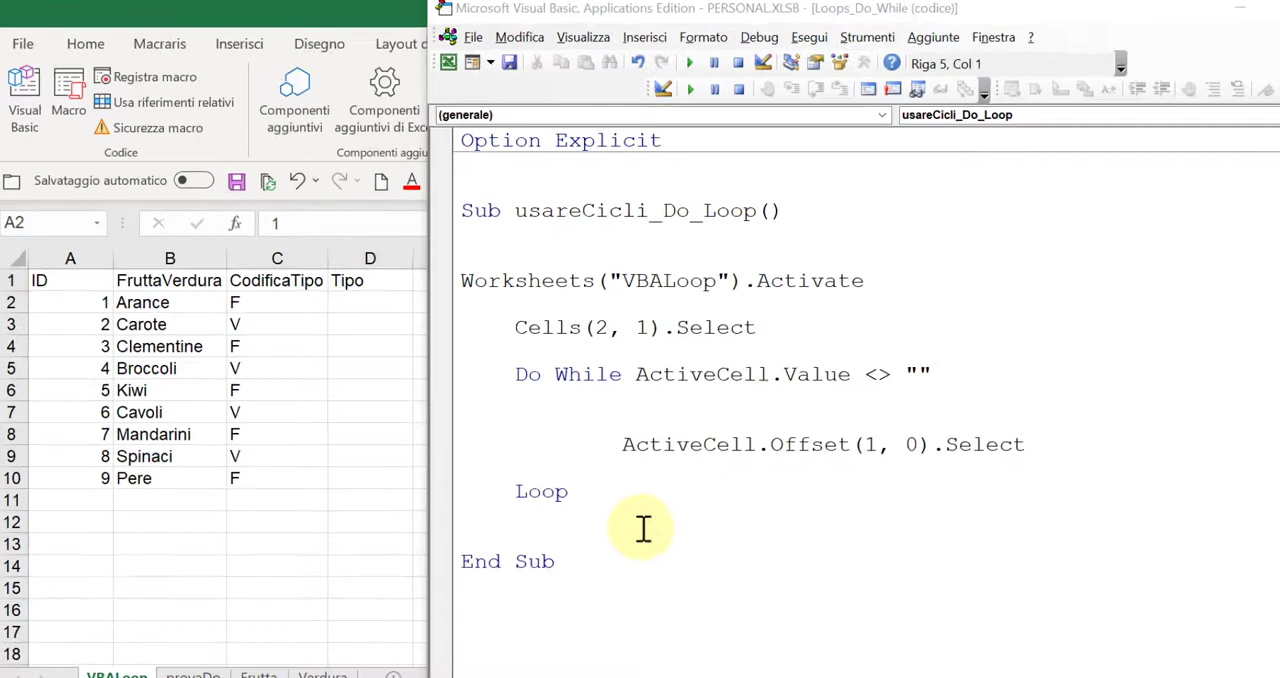 Microsoft Visual Basic, Applications Edition - PERSONAL.XLSB - [Loops_Do_While (codice)]
File Home Macraris Inserisci Disegno Layout d
File Modifica Visualizza Inserisci Formato Debug Esegui Strumenti Aggiunte Finestra ?
Riga 5, Col 1
Visual Basic
Macro
Registra macro
Usa riferimenti relativi
Sicurezza macro
Codice
Componenti aggiuntivi
Componenti aggiuntivi di Exce
Componenti aggiu
Salvataggio automatico
A
A2
fx
1
A B C D
1 ID FruttaVerdura CodificaTipo Tipo
2 1 Arance F
3 2 Carote V
4 3 Clementine F
5 4 Broccoli V
6 5 Kiwi F
7 6 Cavoli V
8 7 Mandarini F
9 8 Spinaci V
10 9 Pere F
11
12
13
14
15
16
17
18
VBALoop provaDo Frutta Verdura
(generale)
usareCicli_Do_Loop
Option Explicit
Sub usareCicli_Do_Loop()
Worksheets("VBALoop").Activate
Cells(2, 1).Select
Do While ActiveCell.Value <> ""
ActiveCell.Offset(1, 0).Select
Loop
End Sub